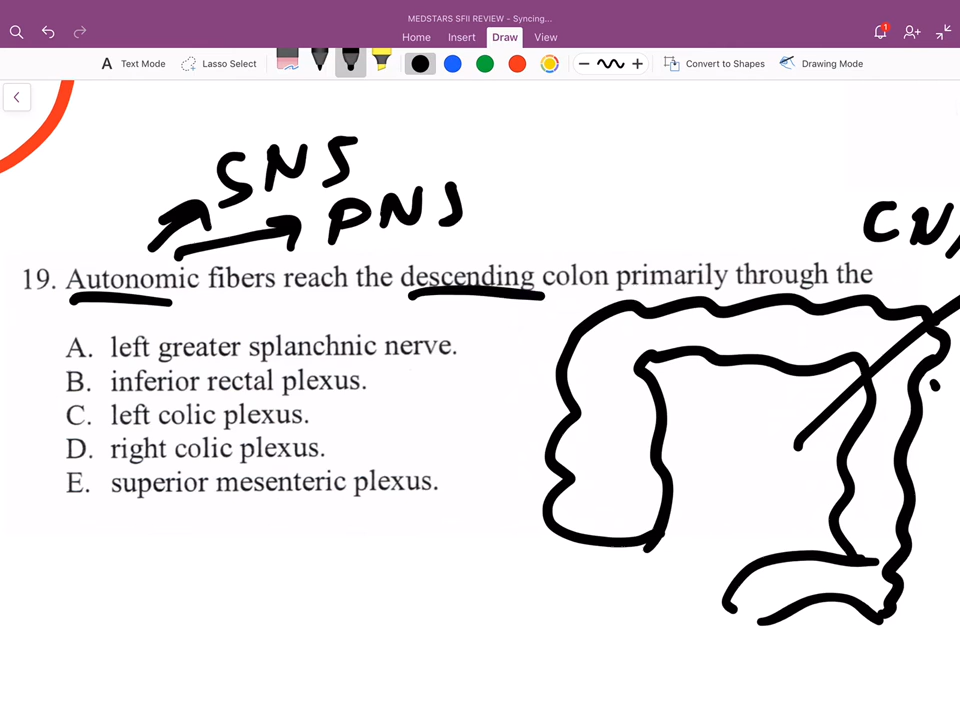 MEDSTARS SFII REVIEW - Syncing...
Home Insert Draw View
1
A Text Mode Lasso Select Convert to Shapes Drawing Mode
SNS
PNS
CN
19. Autonomic fibers reach the descending colon primarily through the
A. left greater splanchnic nerve.
B. inferior rectal plexus.
C. left colic plexus.
D. right colic plexus.
E. superior mesenteric plexus.